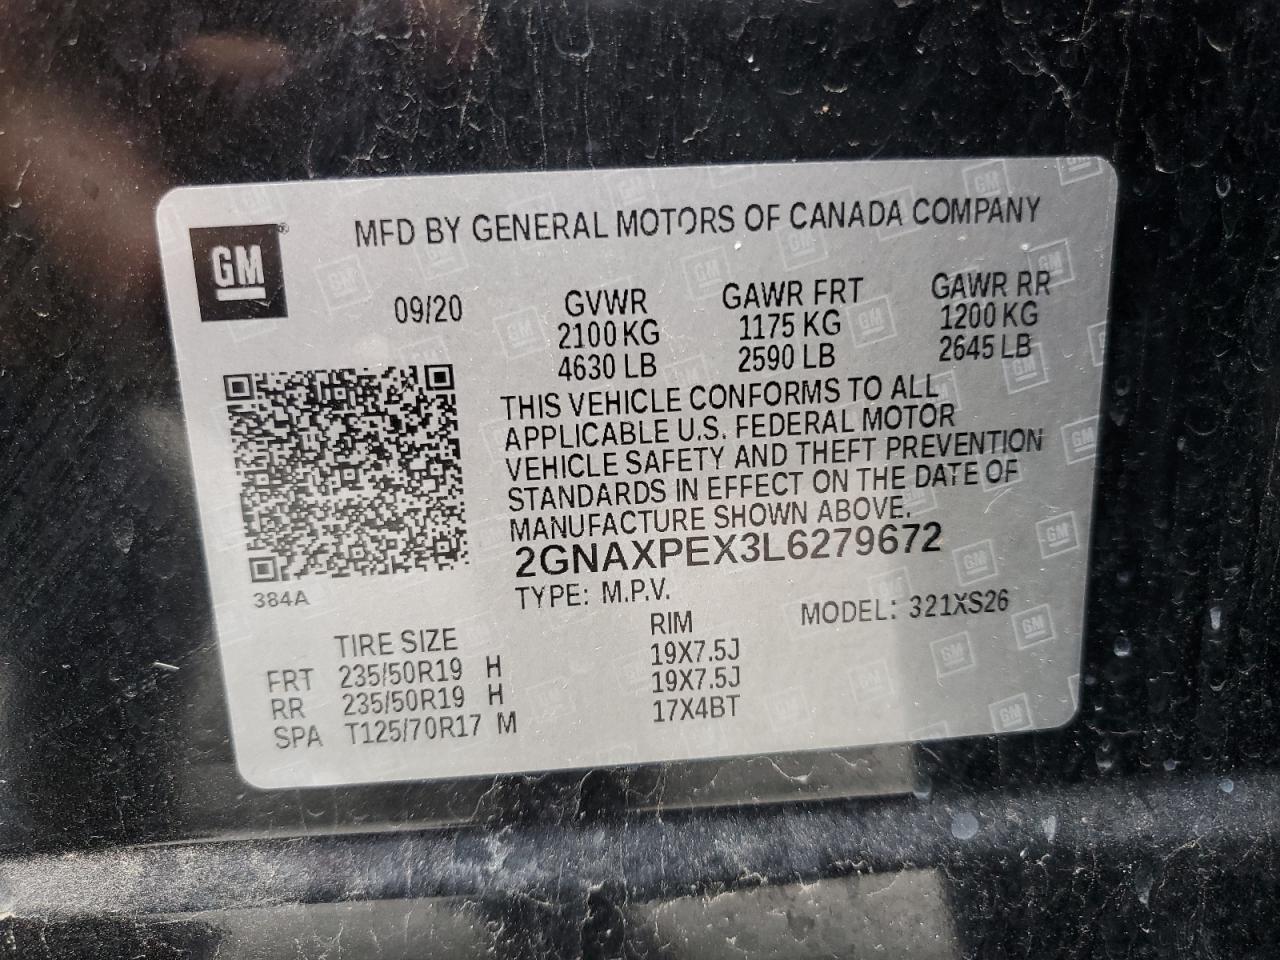 GM ®
MFD BY GENERAL MOTORS OF CANADA COMPANY
09/20 GVWR GAWR FRT GAWR RR
2100 KG 1175 KG 1200 KG
4630 LB 2590 LB 2645 LB
THIS VEHICLE CONFORMS TO ALL
APPLICABLE U.S. FEDERAL MOTOR
VEHICLE SAFETY AND THEFT PREVENTION
STANDARDS IN EFFECT ON THE DATE OF
MANUFACTURE SHOWN ABOVE.
2GNAXPEX3L6279672
384A
TYPE: M.P.V. MODEL: 321XS26
TIRE SIZE RIM
FRT 235/50R19 H 19X7.5J
RR 235/50R19 H 19X7.5J
SPA T125/70R17 M 17X4BT